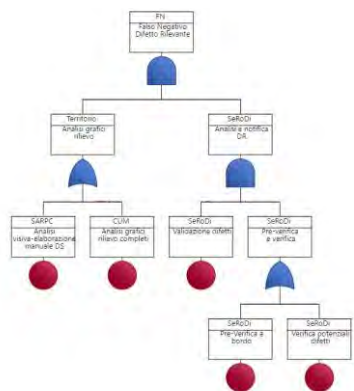 FN
Falso Negativo
Difetto Rilevante
Territorio
Analisi grafici
rilievo
SeRoDi
Analisi e notifica
DR
SARPC
Analisi
visiva-elaborazione
manuale DS
CUM
Analisi grafici
rilievo completi
SeRoDi
Validazione difetti
SeRoDi
Pre-verifica
e verifica
SeRoDi
Pre-Verifica a
bordo
SeRoDi
Verifica potenziali
difetti